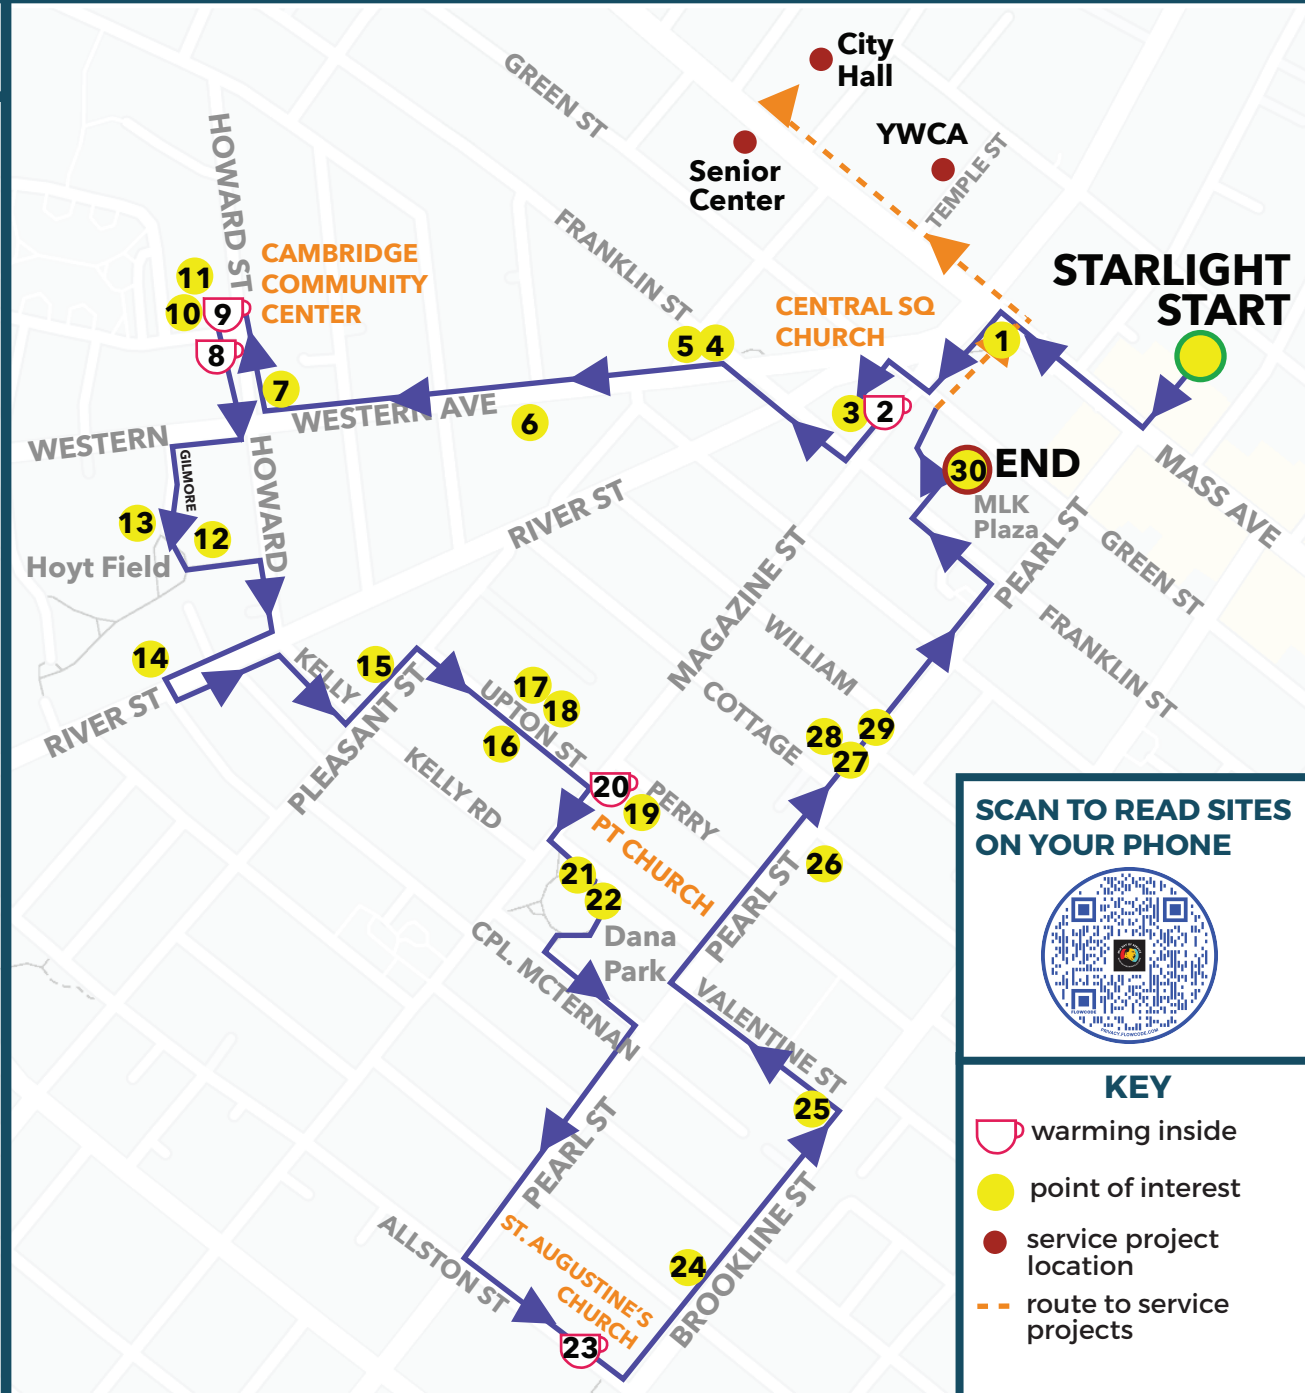 City
Hall
GREEN ST
YWCA
Senior
Center
TEMPLE ST
HOWARD ST
FRANKLIN ST
CAMBRIDGE
COMMUNITY
CENTER
STARLIGHT
START
CENTRAL SQ
CHURCH
11
10
9
8
7
6
5
4
3
2
1
WESTERN AVE
WESTERN
GILMORE
HOWARD
30
END
MLK
Plaza
MASS AVE
RIVER ST
PEARL ST
GREEN ST
FRANKLIN ST
13
12
Hoyt Field
MAGAZINE ST
WILLIAM
COTTAGE
14
RIVER ST
KELLY
15
PLEASANT ST
UPTON ST
17
18
16
KELLY RD
20
19
PERRY
PT CHURCH
21
22
Dana
Park
28
29
27
26
PEARL ST
CPL. MCTERNAN
VALENTINE ST
25
PEARL ST
ALLSTON ST
ST. AUGUSTINE'S
CHURCH
24
BROOKLINE ST
23
SCAN TO READ SITES
ON YOUR PHONE
FLOWCODE
PRIVACY.FLOWCODE.COM
KEY
warming inside
point of interest
service project
location
route to service
projects